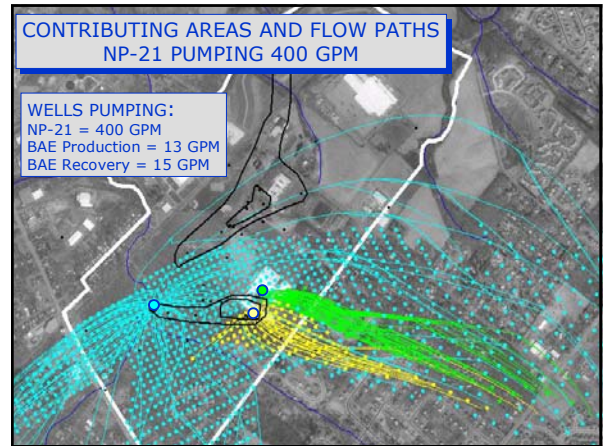 CONTRIBUTING AREAS AND FLOW PATHS
NP-21 PUMPING 400 GPM
WELLS PUMPING:
NP-21 = 400 GPM
BAE Production = 13 GPM
BAE Recovery = 15 GPM